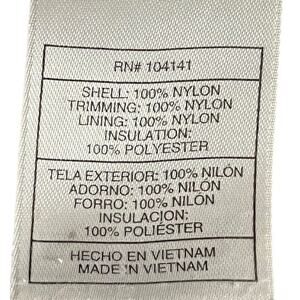 RN# 104141
SHELL: 100% NYLON
TRIMMING: 100% NYLON
LINING: 100% NYLON
INSULATION:
100% POLYESTER
TELA EXTERIOR: 100% NILÓN
ADORNO: 100% NILÓN
FORRO: 100% NILÓN
INSULACION:
100% POLIÉSTER
HECHO EN VIETNAM
MADE IN VIETNAM